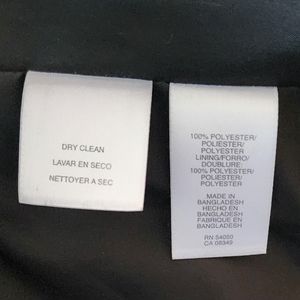 DRY CLEAN
LAVAR EN SECO
NETTOYER A SEC
100% POLYESTER/
POLIESTER/
POLYESTER
LINING/FORRO/
DOUBLURE:
100% POLYESTER/
POLIESTER/
POLYESTER
MADE IN
BANGLADESH
HECHO EN
BANGLADESH
FABRIQUE EN
BANGLADESH
RN 54050
CA 08349